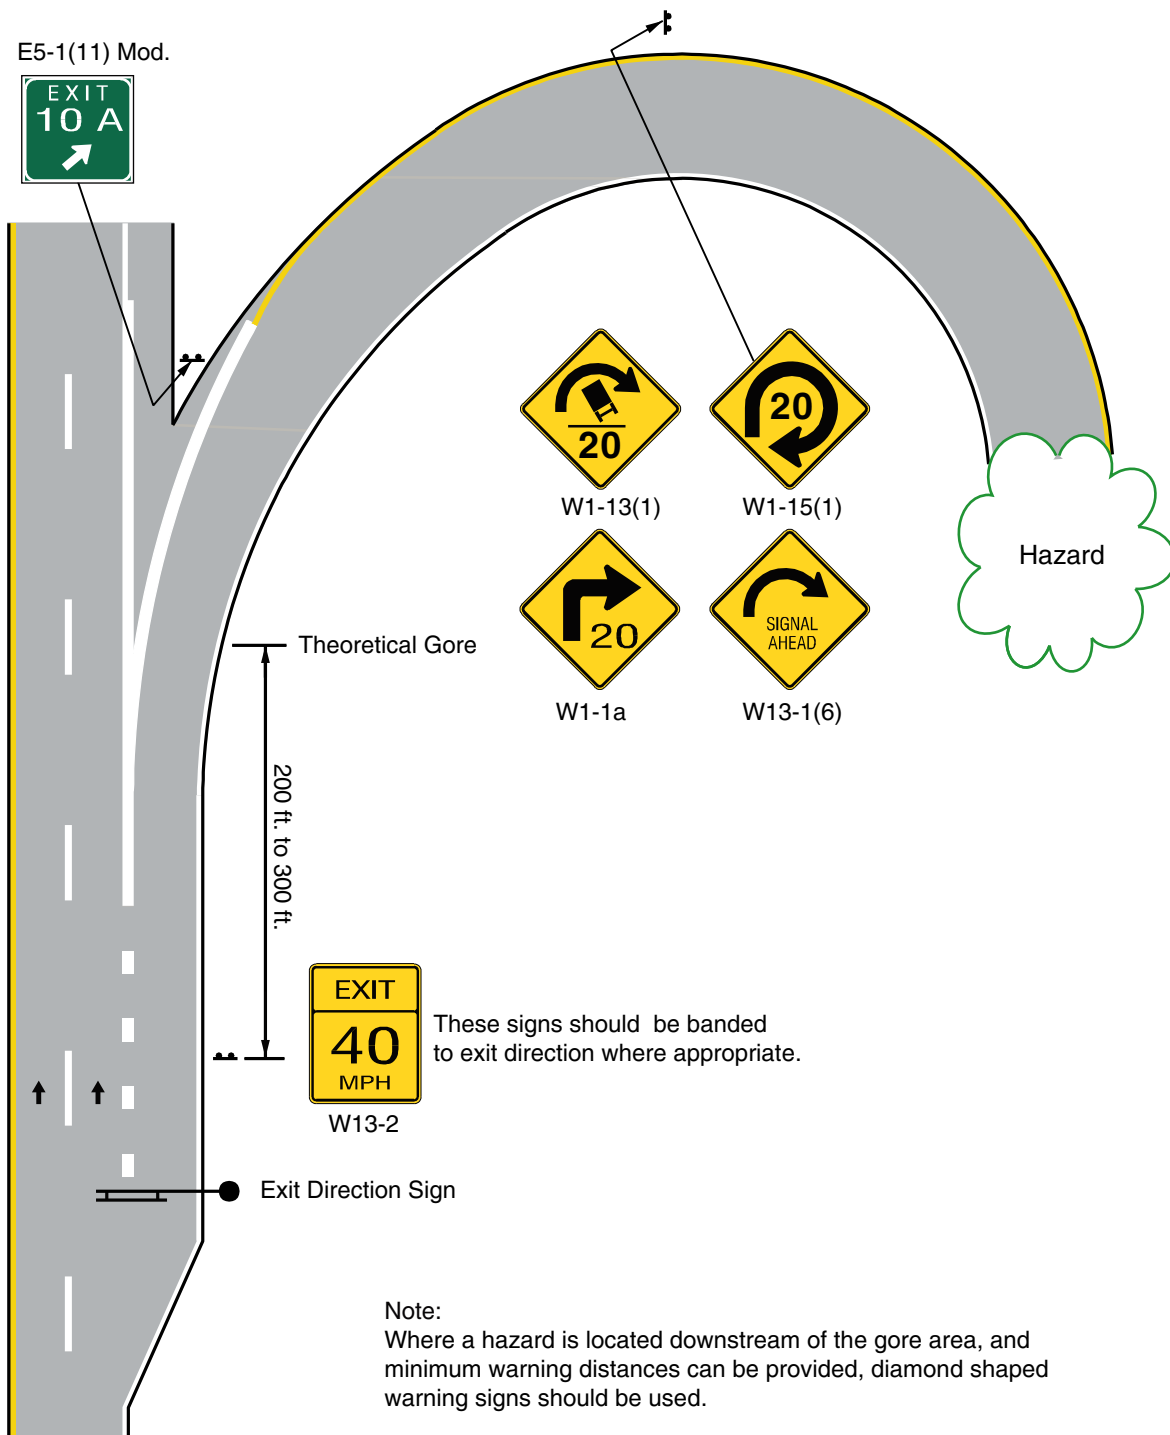 E5-1(11) Mod.
EXIT
10 A
20
20
W1-13(1)
W1-15(1)
20
SIGNAL
AHEAD
W1-1a
W13-1(6)
Hazard
Theoretical Gore
200 ft. to 300 ft.
EXIT
40
MPH
W13-2
These signs should be banded
to exit direction where appropriate.
Exit Direction Sign
Note:
Where a hazard is located downstream of the gore area, and
minimum warning distances can be provided, diamond shaped
warning signs should be used.